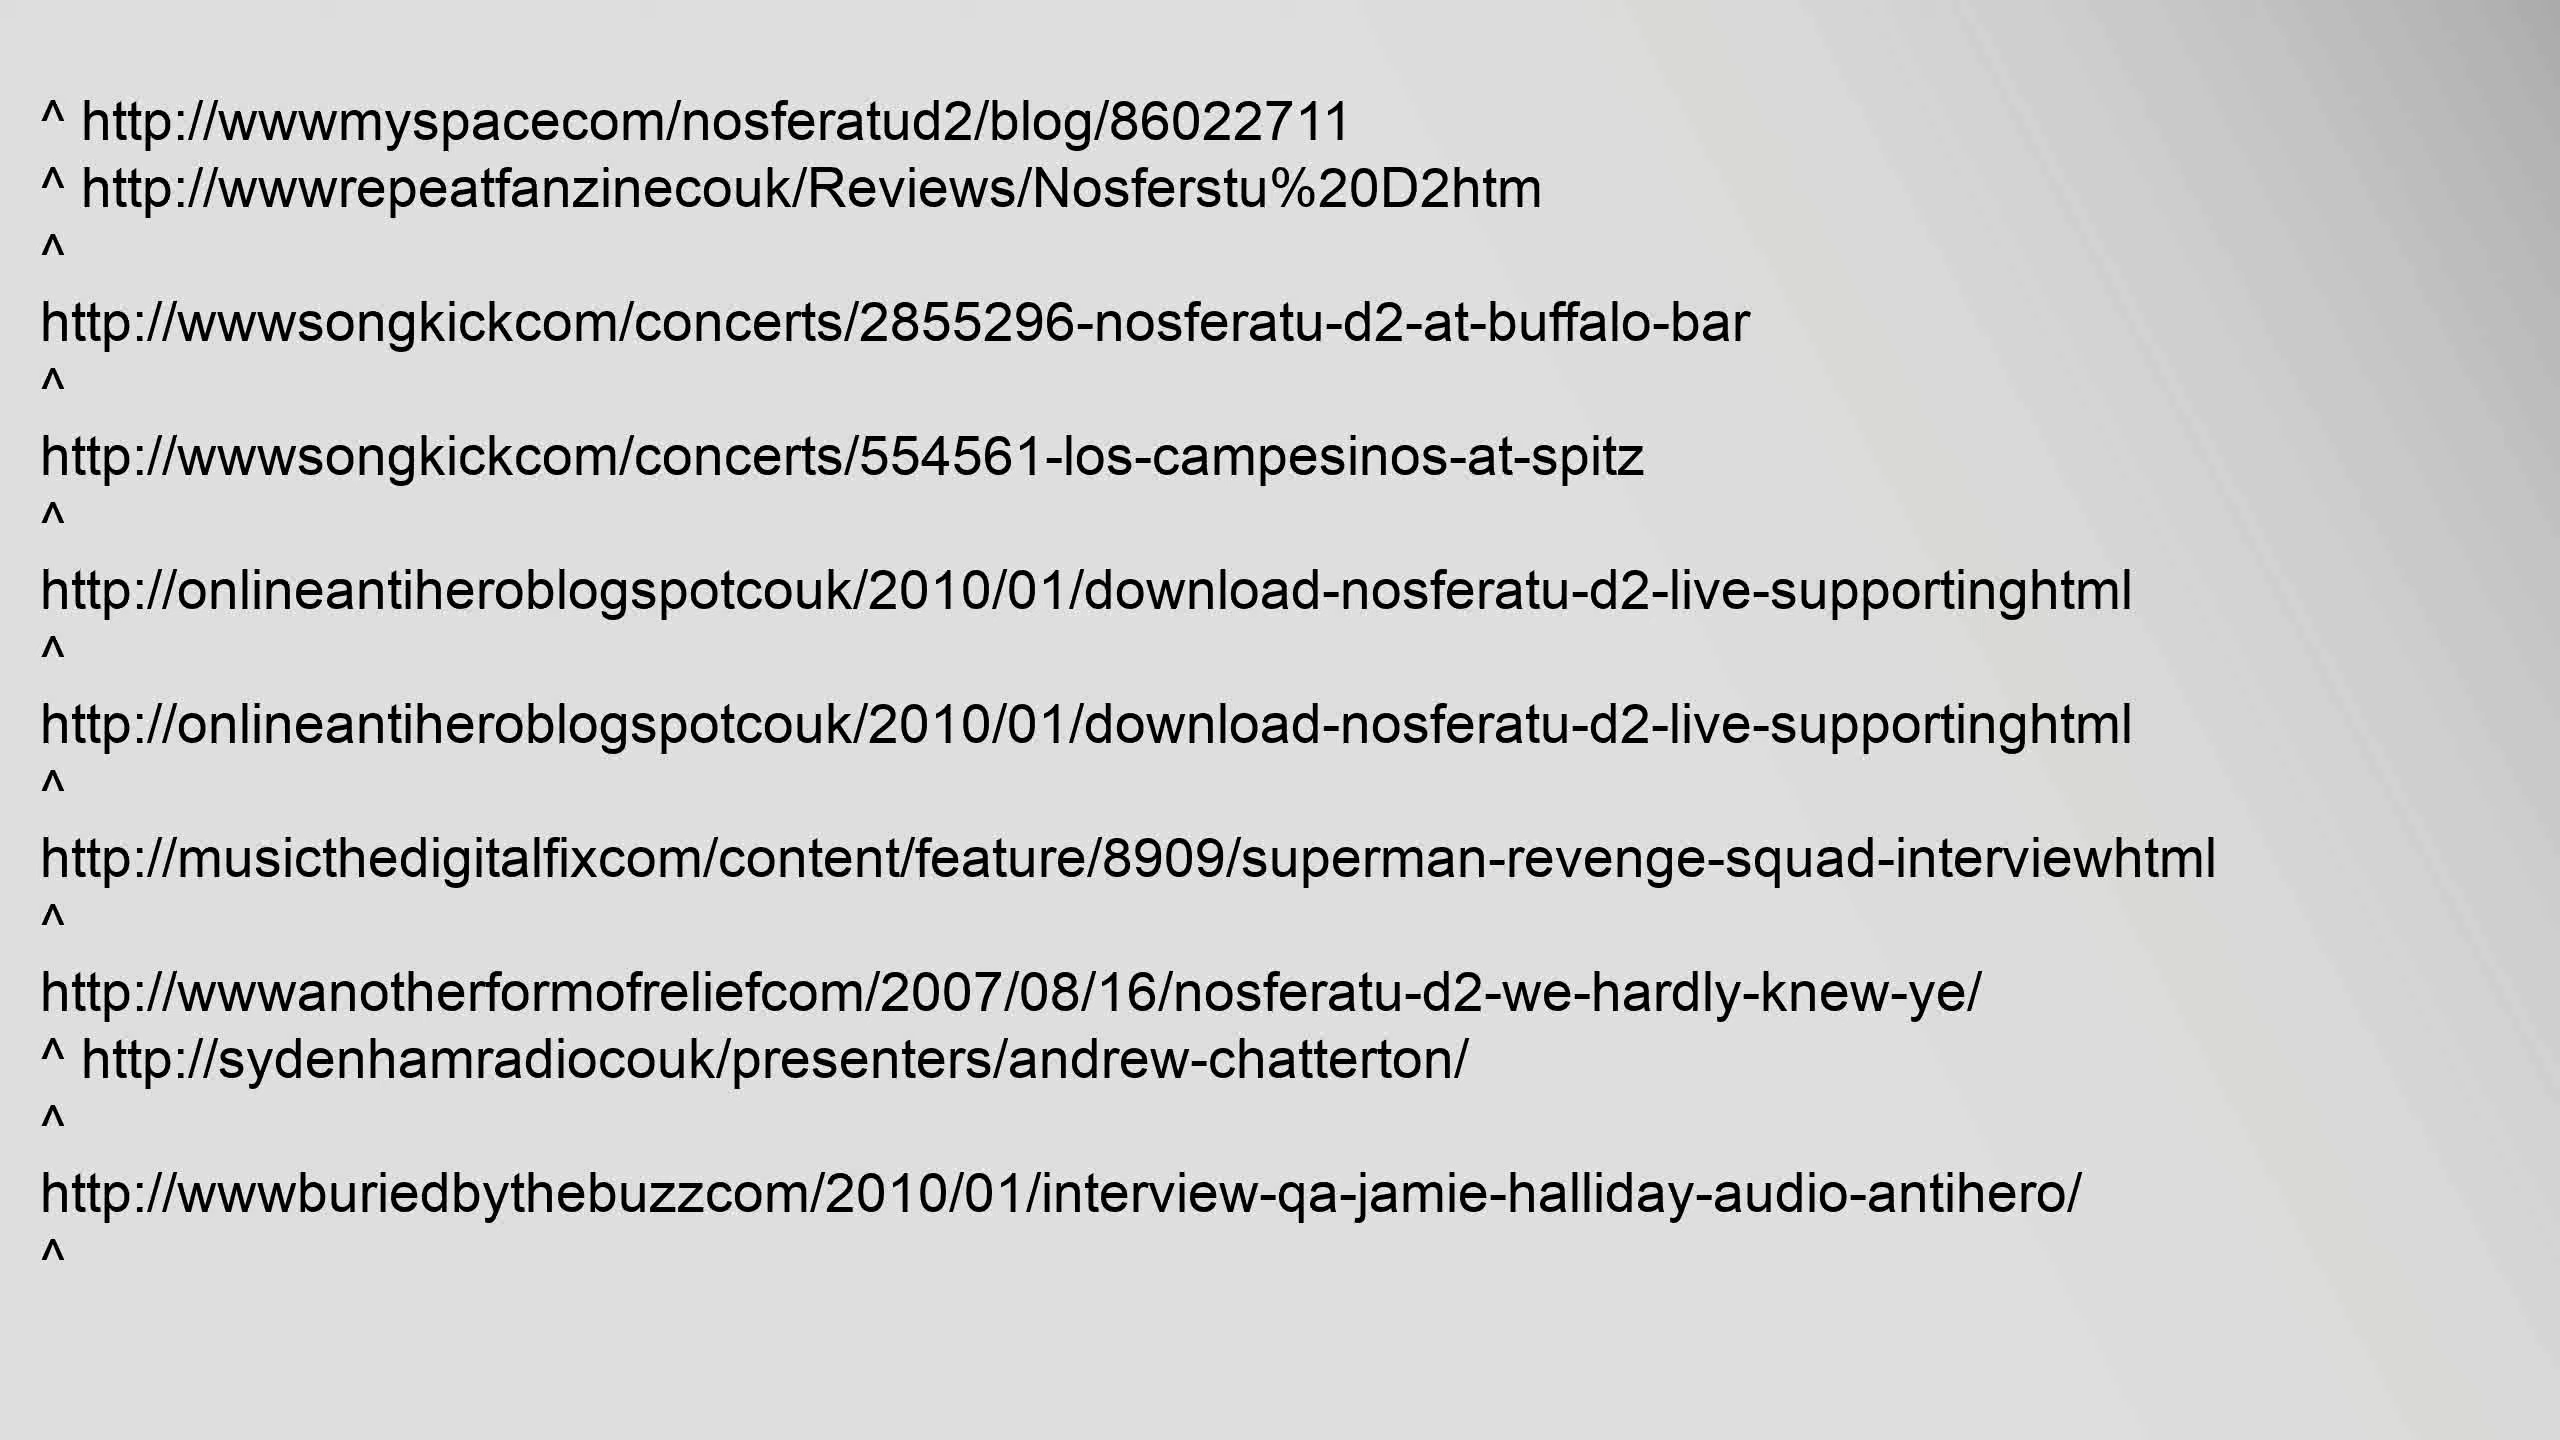 ^ http://wwwmyspacecom/nosferatud2/blog/86022711
^ http://wwwrepeatfanzinecouk/Reviews/Nosferstu%20D2htm
^
http://wwwsongkickcom/concerts/2855296-nosferatu-d2-at-buffalo-bar
^
http://wwwsongkickcom/concerts/554561-los-campesinos-at-spitz
^
http://onlineantiheroblogspotcouk/2010/01/download-nosferatu-d2-live-supportinghtml
^
http://onlineantiheroblogspotcouk/2010/01/download-nosferatu-d2-live-supportinghtml
^
http://musicthedigitalfixcom/content/feature/8909/superman-revenge-squad-interviewhtml
^
http://wwwanotherformofreliefcom/2007/08/16/nosferatu-d2-we-hardly-knew-ye/
^ http://sydenhamradiocouk/presenters/andrew-chatterton/
^
http://wwwburiedbythebuzzcom/2010/01/interview-qa-jamie-halliday-audio-antihero/
^